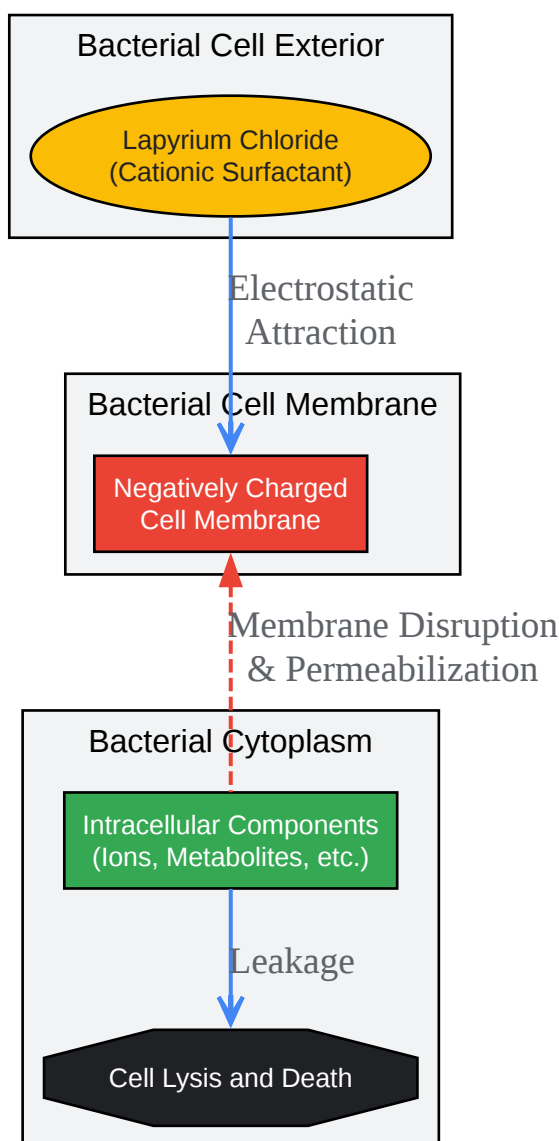 Bacterial Cell Exterior
Lapyrium Chloride
(Cationic Surfactant)
Electrostatic
Attraction
Bacterial Cell Membrane
Negatively Charged
Cell Membrane
Membrane Disruption
& Permeabilization
Bacterial Cytoplasm
Intracellular Components
(Ions, Metabolites, etc.)
Leakage
Cell Lysis and Death